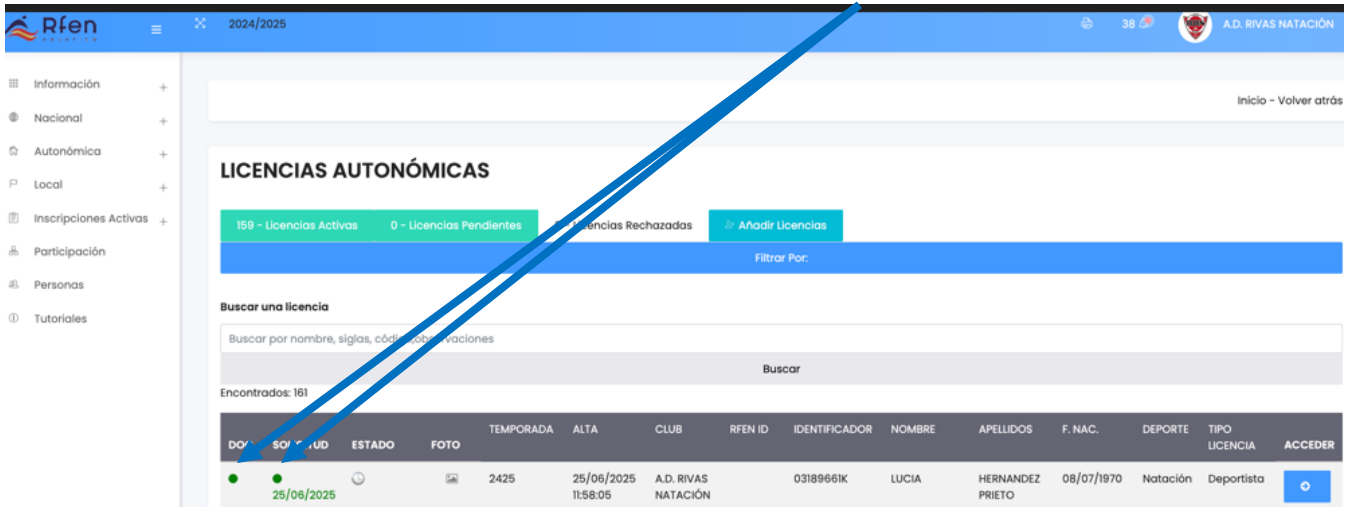 Rfen
2024/2025
38
A.D. RIVAS NATACIÓN
Información
Nacional
Autonómica
Local
Inscripciones Activas
Participación
Personas
Tutoriales
Inicio - Volver atrás
LICENCIAS AUTONÓMICAS
159 - Licencias Activas
0 - Licencias Pendientes
Licencias Rechazadas
Añadir Licencias
Filtrar Por:
Buscar una licencia
Buscar por nombre, siglas,
Buscar
Encontrados: 161
ESTADO FOTO TEMPORADA ALTA CLUB RFEN ID IDENTIFICADOR NOMBRE APELLIDOS F. NAC. DEPORTE TIPO LICENCIA ACCEDER
25/06/2025 2425 25/06/2025 11:58:05 A.D. RIVAS NATACIÓN 03189661K LUCIA HERNANDEZ PRIETO 08/07/1970 Natación Deportista